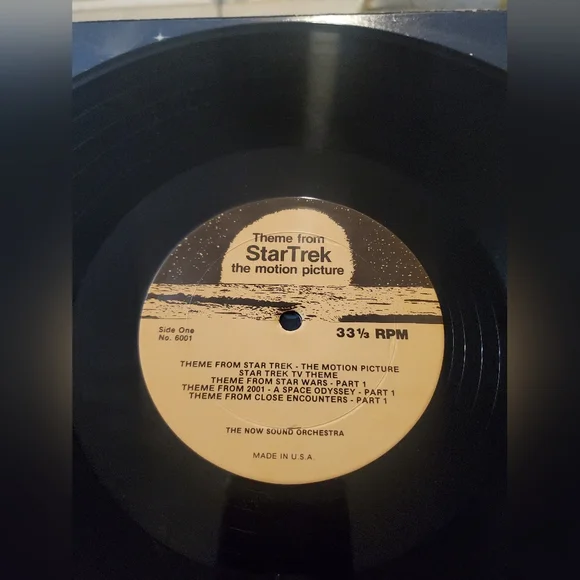 Theme from
StarTrek
the motion picture
Side One
No. 6001
33⅓ RPM
THEME FROM STAR TREK - THE MOTION PICTURE
STAR TREK TV THEME
THEME FROM STAR WARS - PART 1
THEME FROM 2001 - A SPACE ODYSSEY - PART 1
THEME FROM CLOSE ENCOUNTERS - PART 1
THE NOW SOUND ORCHESTRA
MADE IN U.S.A.